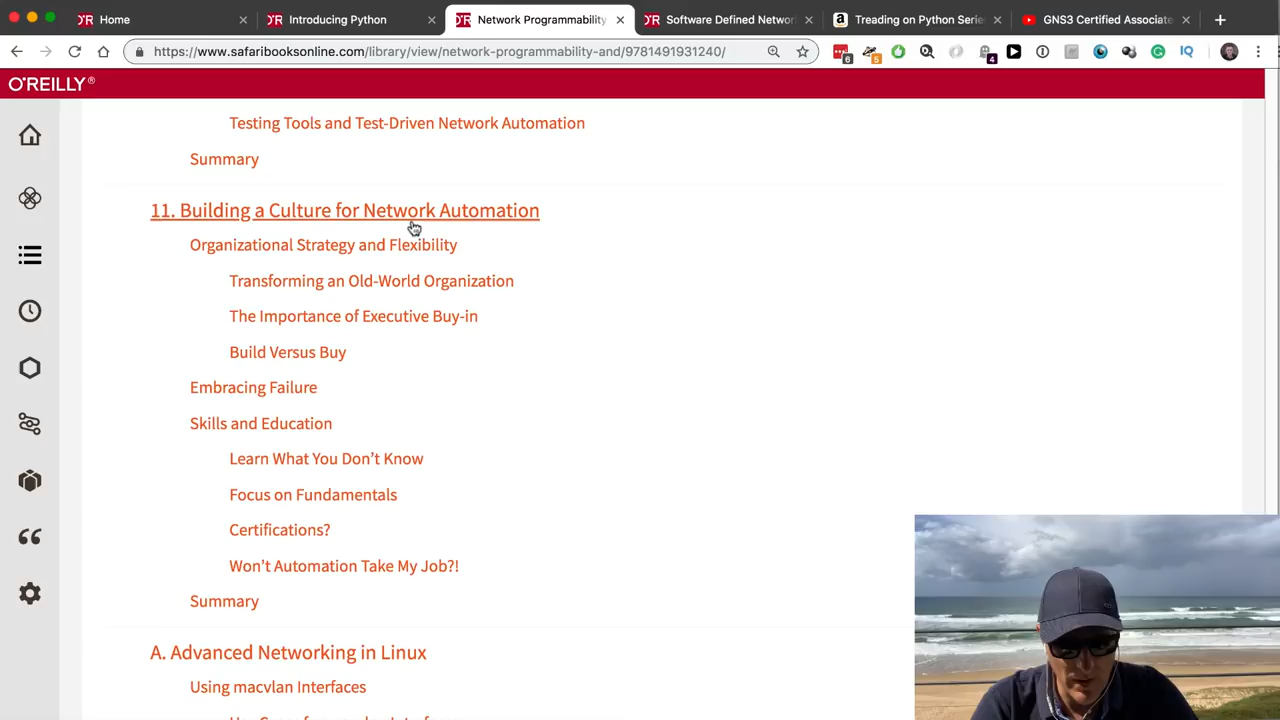 Home
Introducing Python
Network Programmability
Software Defined Networ
Treading on Python Serie
GNS3 Certified Associate
https://www.safaribooksonline.com/library/view/network-programmability-and/9781491931240/
6
5
4
IQ
O'REILLY®
Testing Tools and Test-Driven Network Automation
Summary
11. Building a Culture for Network Automation
Organizational Strategy and Flexibility
Transforming an Old-World Organization
The Importance of Executive Buy-in
Build Versus Buy
Embracing Failure
Skills and Education
Learn What You Don’t Know
Focus on Fundamentals
Certifications?
Won’t Automation Take My Job?!
Summary
A. Advanced Networking in Linux
Using macvlan Interfaces